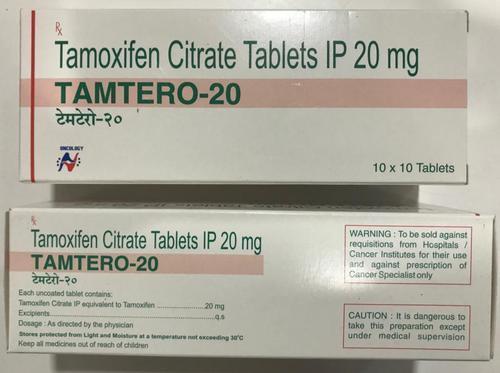 Rx
Tamoxifen Citrate Tablets IP 20 mg
TAMTERO-20
टेमटेरो-२०
ONCOLOGY
10 x 10 Tablets
Rx
Tamoxifen Citrate Tablets IP 20 mg
TAMTERO-20
टेमटेरो-२०
Each uncoated tablet contains:
Tamoxifen Citrate IP equivalent to Tamoxifen ......................20 mg
Excipients..............................................................q.s
Dosage : As directed by the physician
Stores protected from Light and Moisture at a temperature not exceeding 30°C
Keep all medicines out of reach of children
WARNING : To be sold against
requisitions from Hospitals /
Cancer Institutes for their use
and against prescription of
Cancer Specialist only
CAUTION : It is dangerous to
take this preparation except
under medical supervision